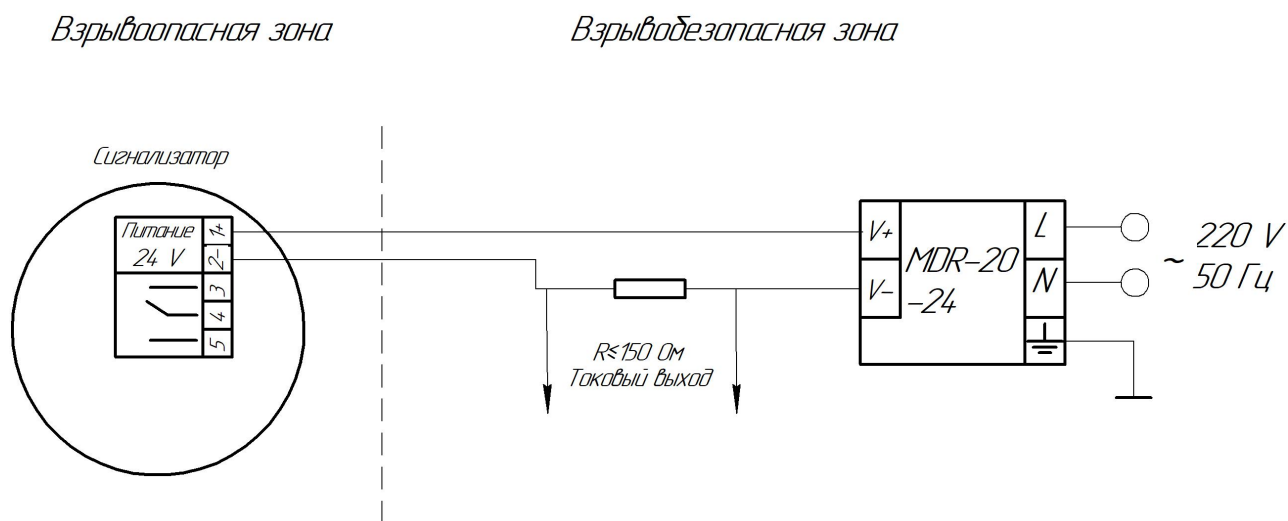 Взрывоопасная зона
Взрывобезопасная зона
Сигнализатор
Питание
24 V
1+
2-
3
4
5
R≤150 Ом
Токовый выход
V+
V-
MDR-20
-24
L
N
~ 220 V
50 Гц